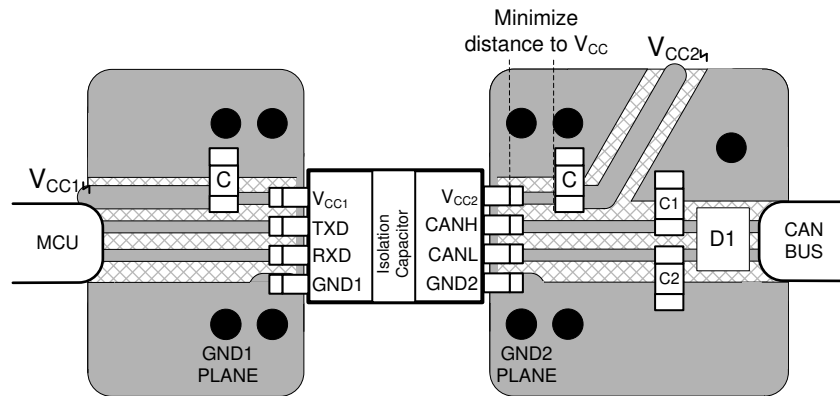 Minimize
distance to VCC
VCC2
VCC1
C
C
VCC1
VCC2
C1
MCU
TXD
CANH
D1
CAN
BUS
RXD
Isolation
Capacitor
CANL
GND1
GND2
C2
GND1
PLANE
GND2
PLANE